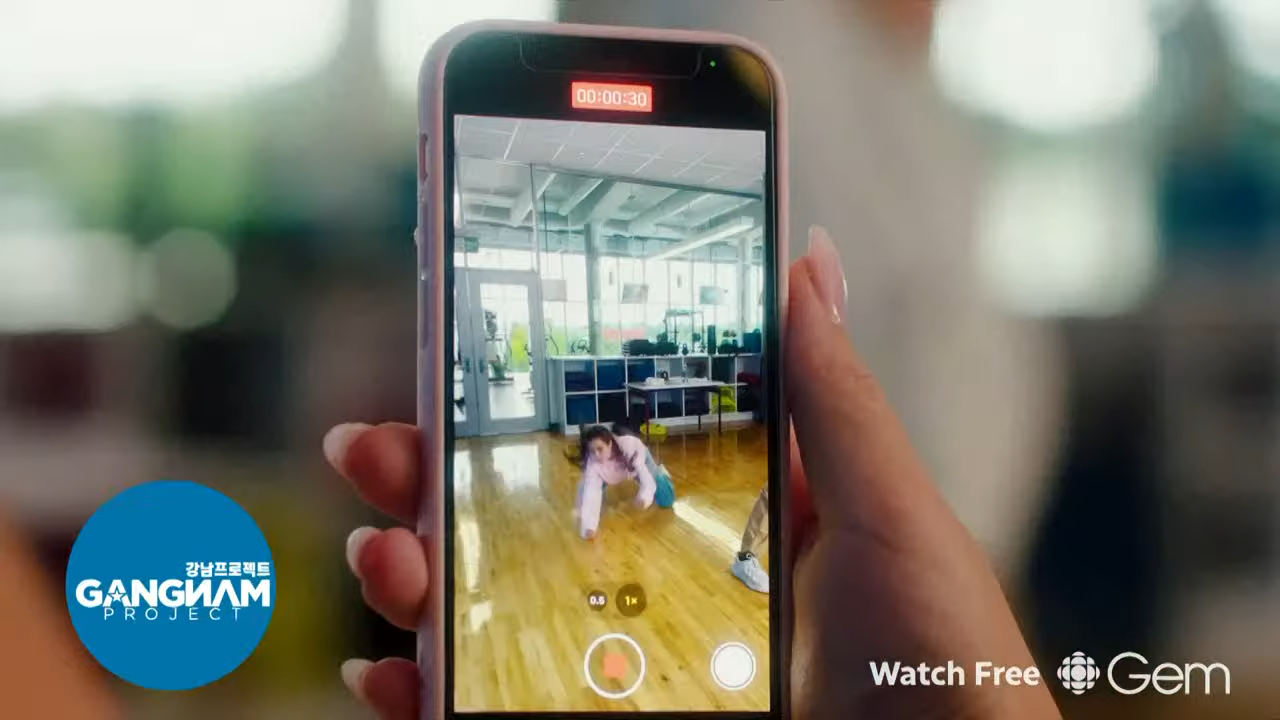 00:00:30
0.5 1×
강남프로젝트
GANGNAM
PROJECT
Watch Free Gem